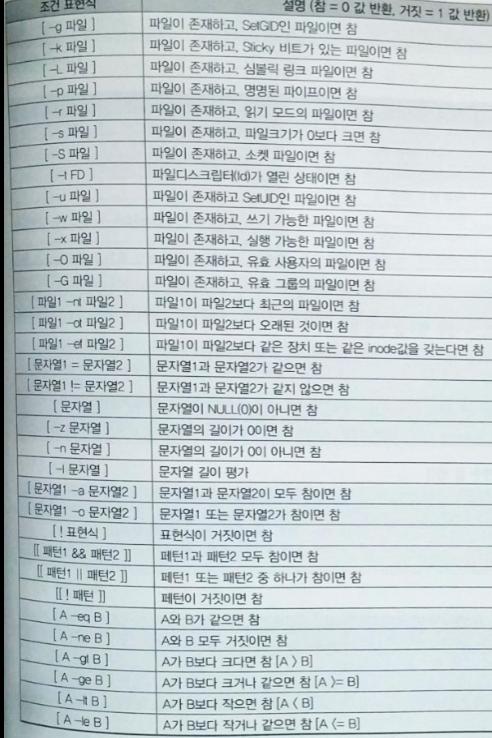 조건 표현식 설명 (참 = 0 값 반환, 거짓 = 1 값 반환)
[ -g 파일 ] 파일이 존재하고, SetGID인 파일이면 참
[ -k 파일 ] 파일이 존재하고, Sticky 비트가 있는 파일이면 참
[ -L 파일 ] 파일이 존재하고, 심볼릭 링크 파일이면 참
[ -p 파일 ] 파일이 존재하고, 명명된 파이프이면 참
[ -r 파일 ] 파일이 존재하고, 읽기 모드의 파일이면 참
[ -s 파일 ] 파일이 존재하고, 파일크기가 0보다 크면 참
[ -S 파일 ] 파일이 존재하고, 소켓 파일이면 참
[ -t FD ] 파일디스크립터(fd)가 열린 상태이면 참
[ -u 파일 ] 파일이 존재하고 SetUID인 파일이면 참
[ -w 파일 ] 파일이 존재하고, 쓰기 가능한 파일이면 참
[ -x 파일 ] 파일이 존재하고, 실행 가능한 파일이면 참
[ -O 파일 ] 파일이 존재하고, 유효 사용자의 파일이면 참
[ -G 파일 ] 파일이 존재하고, 유효 그룹의 파일이면 참
[ 파일1 -nt 파일2 ] 파일1이 파일2보다 최근의 파일이면 참
[ 파일1 -ot 파일2 ] 파일1이 파일2보다 오래된 것이면 참
[ 파일1 -ef 파일2 ] 파일1이 파일2보다 같은 장치 또는 같은 inode값을 갖는다면 참
[ 문자열1 = 문자열2 ] 문자열1과 문자열2가 같으면 참
[ 문자열1 != 문자열2 ] 문자열1과 문자열2가 같지 않으면 참
[ 문자열 ] 문자열이 NULL(0)이 아니면 참
[ -z 문자열 ] 문자열의 길이가 0이면 참
[ -n 문자열 ] 문자열의 길이가 0이 아니면 참
[ -l 문자열 ] 문자열 길이 평가
[ 문자열1 -a 문자열2 ] 문자열1과 문자열2이 모두 참이면 참
[ 문자열1 -o 문자열2 ] 문자열1 또는 문자열2가 참이면 참
[ ! 표현식 ] 표현식이 거짓이면 참
[[ 패턴1 && 패턴2 ]] 페턴1과 패턴2 모두 참이면 참
[[ 패턴1 || 패턴2 ]] 페턴1 또는 패턴2 중 하나가 참이면 참
[[ ! 패턴 ]] 페턴이 거짓이면 참
[ A -eq B ] A와 B가 같으면 참
[ A -ne B ] A와 B 모두 거짓이면 참
[ A -gt B ] A가 B보다 크다면 참 [A > B]
[ A -ge B ] A가 B보다 크거나 같으면 참 [A >= B]
[ A -lt B ] A가 B보다 작으면 참 [A < B]
[ A -le B ] A가 B보다 작거나 같으면 참 [A <= B]